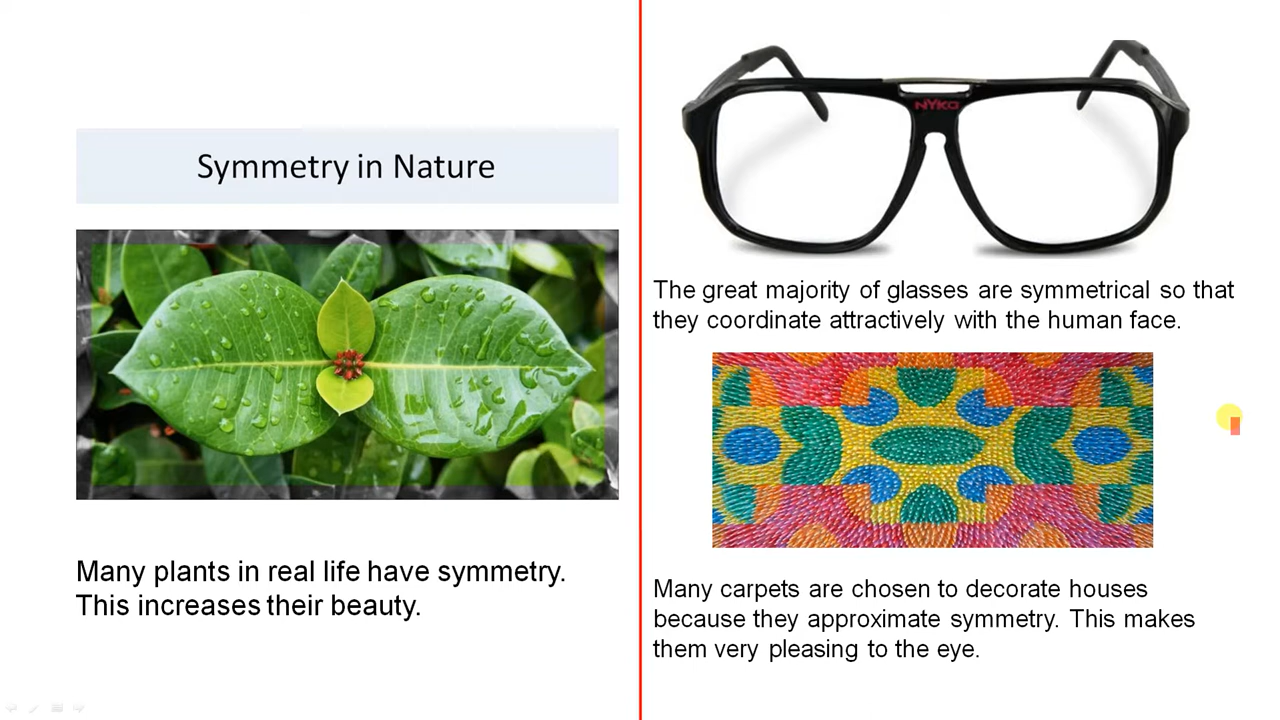 Symmetry in Nature
Many plants in real life have symmetry.
This increases their beauty.
NYKO
The great majority of glasses are symmetrical so that
they coordinate attractively with the human face.
Many carpets are chosen to decorate houses
because they approximate symmetry. This makes
them very pleasing to the eye.